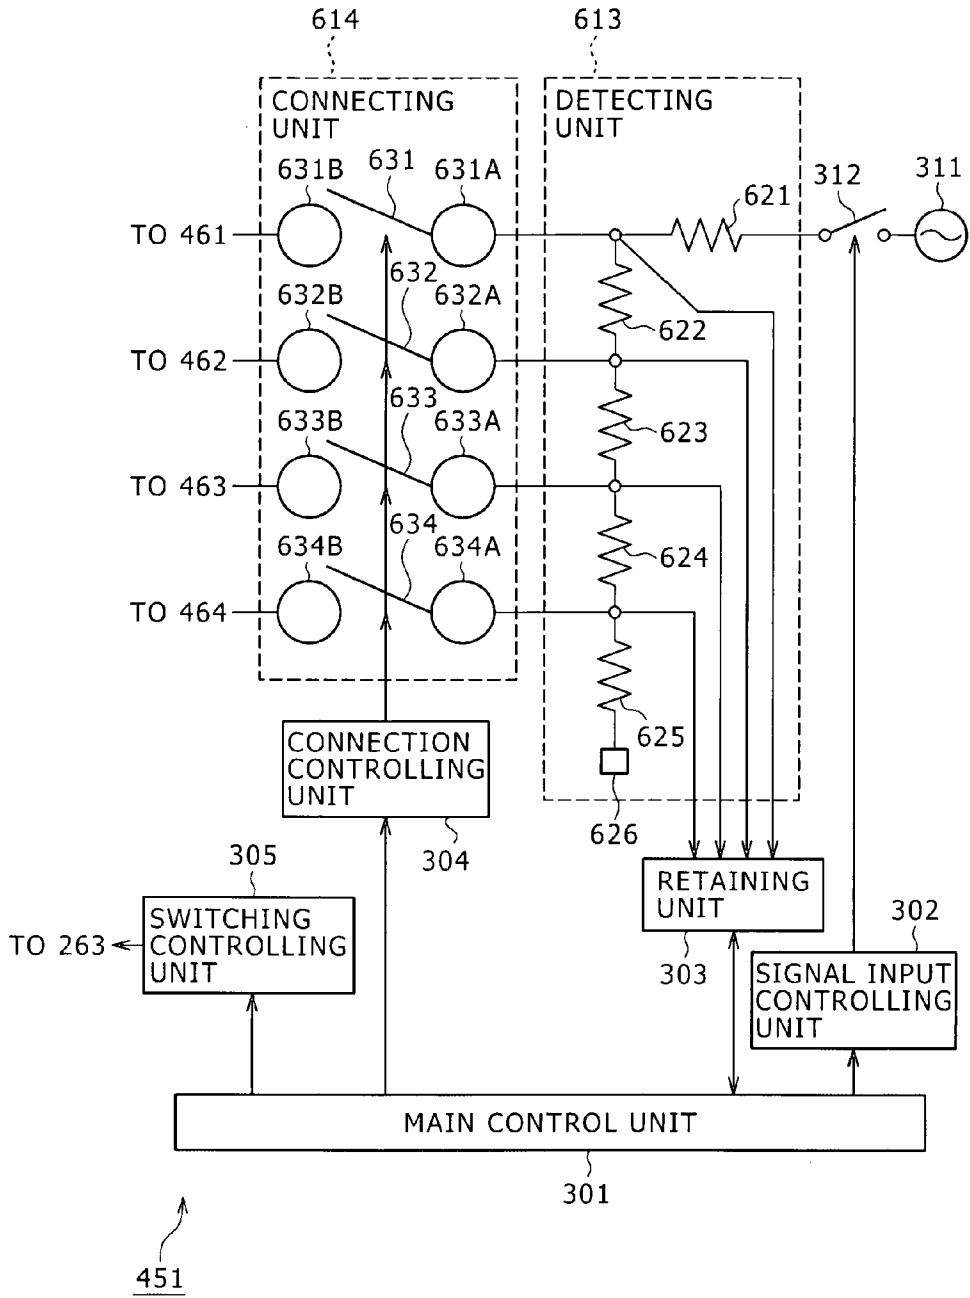 614
613
CONNECTING
UNIT
DETECTING
UNIT
631B
631
631A
621
312
311
TO 461
632B
632
632A
622
TO 462
633B
633
633A
623
TO 463
634B
634
634A
624
TO 464
625
626
CONNECTION
CONTROLLING
UNIT
304
305
SWITCHING
CONTROLLING
UNIT
TO 263
RETAINING
UNIT
303
302
SIGNAL INPUT
CONTROLLING
UNIT
MAIN CONTROL UNIT
301
451